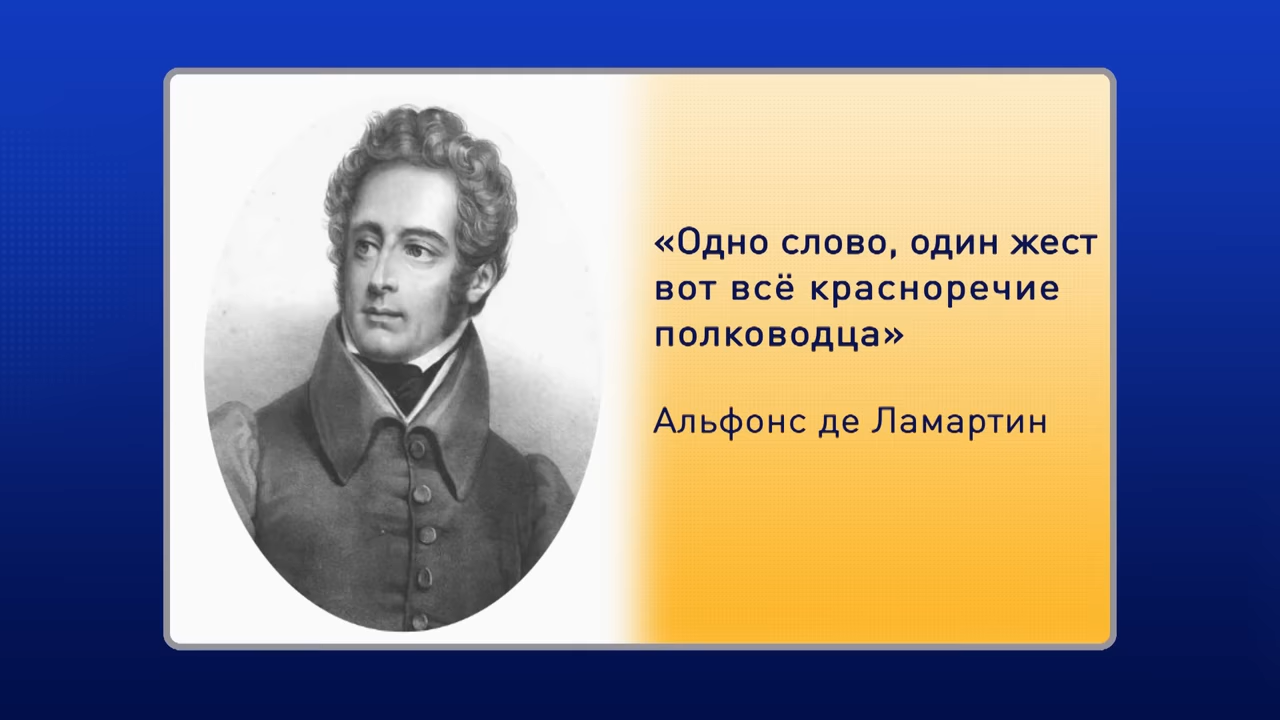 «Одно слово, один жест
вот всё красноречие
полководца»
Альфонс де Ламартин